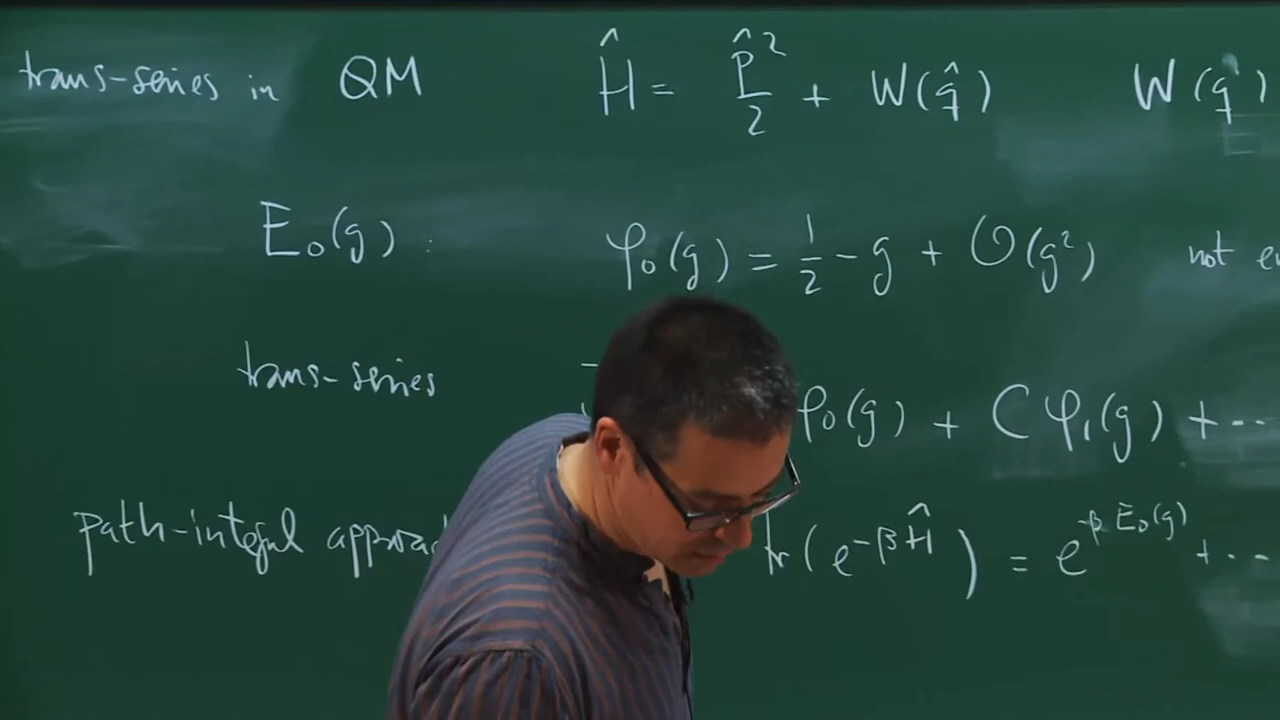 trans-series in QM Ĥ = p̂²/2 + W(q̂) W(q)
E₀(g) : φ₀(g) = 1/2 - g + O(g²) not
trans-series φ₀(g) + C φ₁(g) + ...
path-integral tr(e^{-βĤ}) = e^{-βE₀(g)} + ...